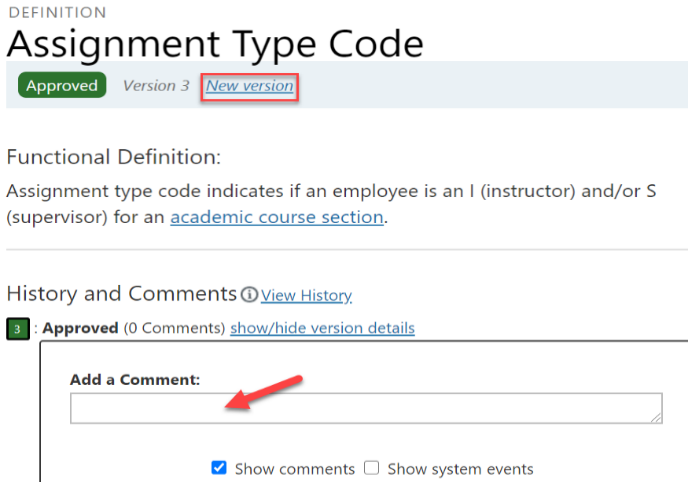 DEFINITION
Assignment Type Code
Approved Version 3 New version
Functional Definition:
Assignment type code indicates if an employee is an I (instructor) and/or S
(supervisor) for an academic course section.
History and Comments View History
3 : Approved (0 Comments) show/hide version details
Add a Comment:
Show comments Show system events